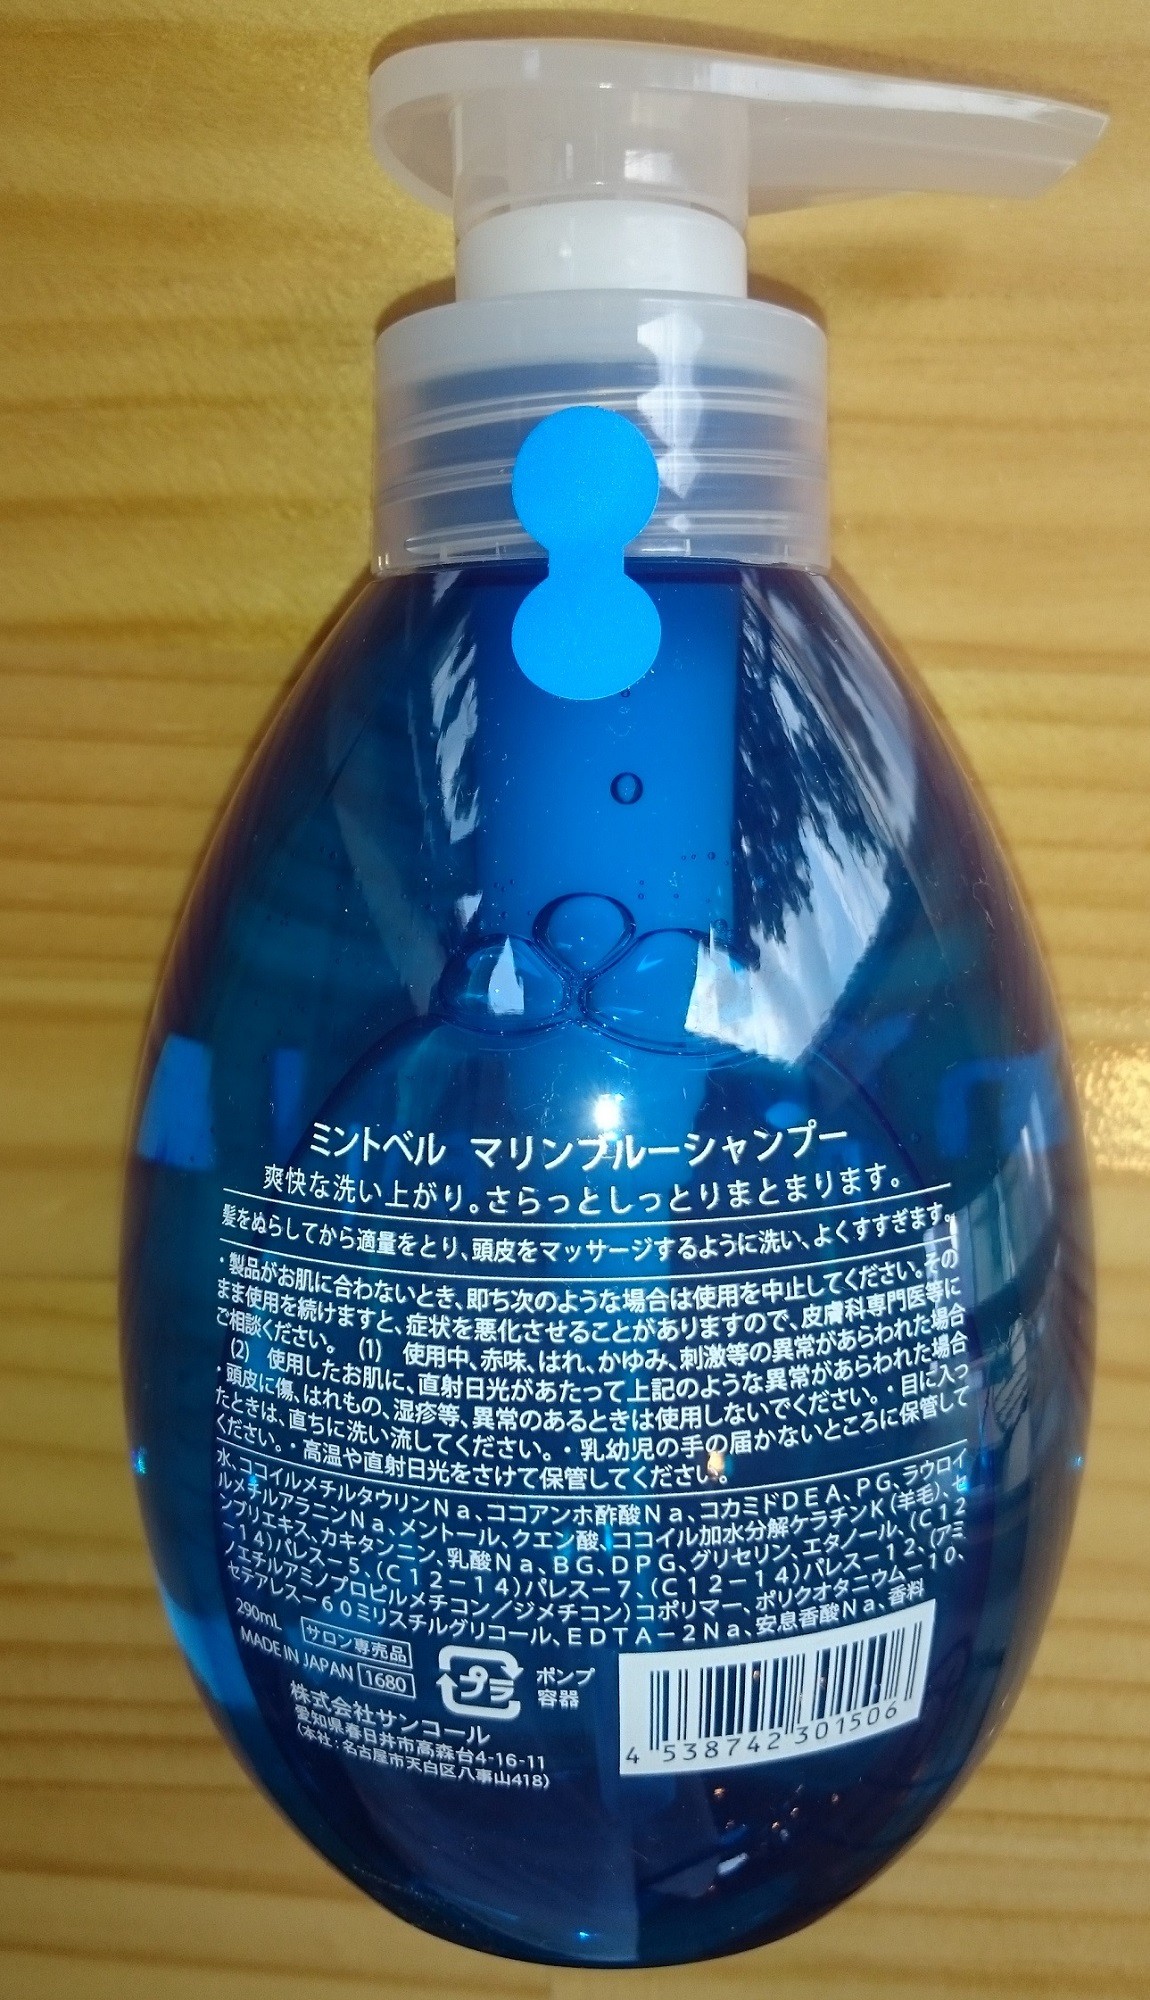 ミントベル マリンブルーシャンプー
爽快な洗い上がり。さらっとしっとりまとまります。
髪をぬらしてから適量をとり、頭皮をマッサージするように洗い、よくすすぎます。
・製品がお肌に合わないとき、即ち次のような場合は使用を中止してください。その
まま使用を続けますと、症状を悪化させることがありますので、皮膚科専門医等に
ご相談ください。 (1) 使用中、赤味、はれ、かゆみ、刺激等の異常があらわれた場合
(2) 使用したお肌に、直射日光があたって上記のような異常があらわれた場合
・頭皮に傷、はれもの、湿疹等、異常のあるときは使用しないでください。・目に入っ
たときは、直ちに洗い流してください。・乳幼児の手の届かないところに保管して
ください。・高温や直射日光をさけて保管してください。
水、ココイルメチルタウリンＮａ、ココアンホ酢酸Ｎａ、コカミドＤＥＡ、ＰＧ、ラウロイ
ルメチルアラニンＮａ、メントール、クエン酸、ココイル加水分解ケラチンＫ（羊毛）、セ
ンブリエキス、カキタンニン、乳酸Ｎａ、ＢＧ、ＤＰＧ、グリセリン、エタノール、（Ｃ１２
－１４）パレス－５、（Ｃ１２－１４）パレス－７、（Ｃ１２－１４）パレス－１２、（アミ
ノエチルアミノプロピルメチコン／ジメチコン）コポリマー、ポリクオタニウム－１０、
セテアレス－６０ミリスチルグリコール、ＥＤＴＡ－２Ｎａ、安息香酸Ｎａ、香料
290mL サロン専売品
MADE IN JAPAN 1680
プラ ポンプ
容器
株式会社サンコール
愛知県春日井市高森台4-16-11
(本社：名古屋市天白区八事山418)
4 538742 301506